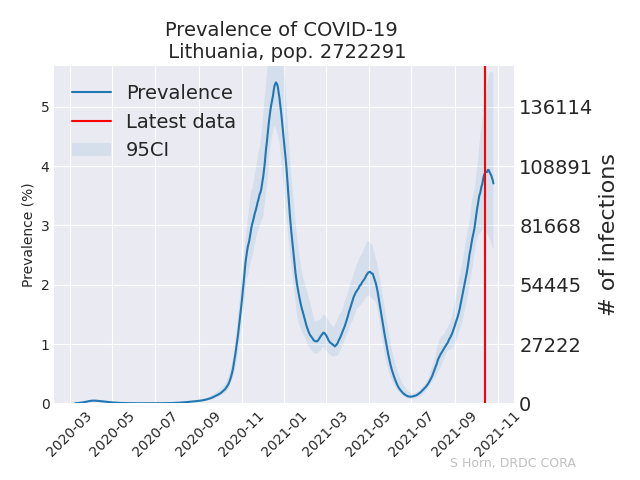 Prevalence of COVID-19
Lithuania, pop. 2722291
Prevalence
Latest data
95CI
Prevalence (%)
5
4
3
2
1
0
136114
108891
81668
54445
27222
0
# of infections
2020-03
2020-05
2020-07
2020-09
2020-11
2021-01
2021-03
2021-05
2021-07
2021-09
2021-11
S Horn, DRDC CORA